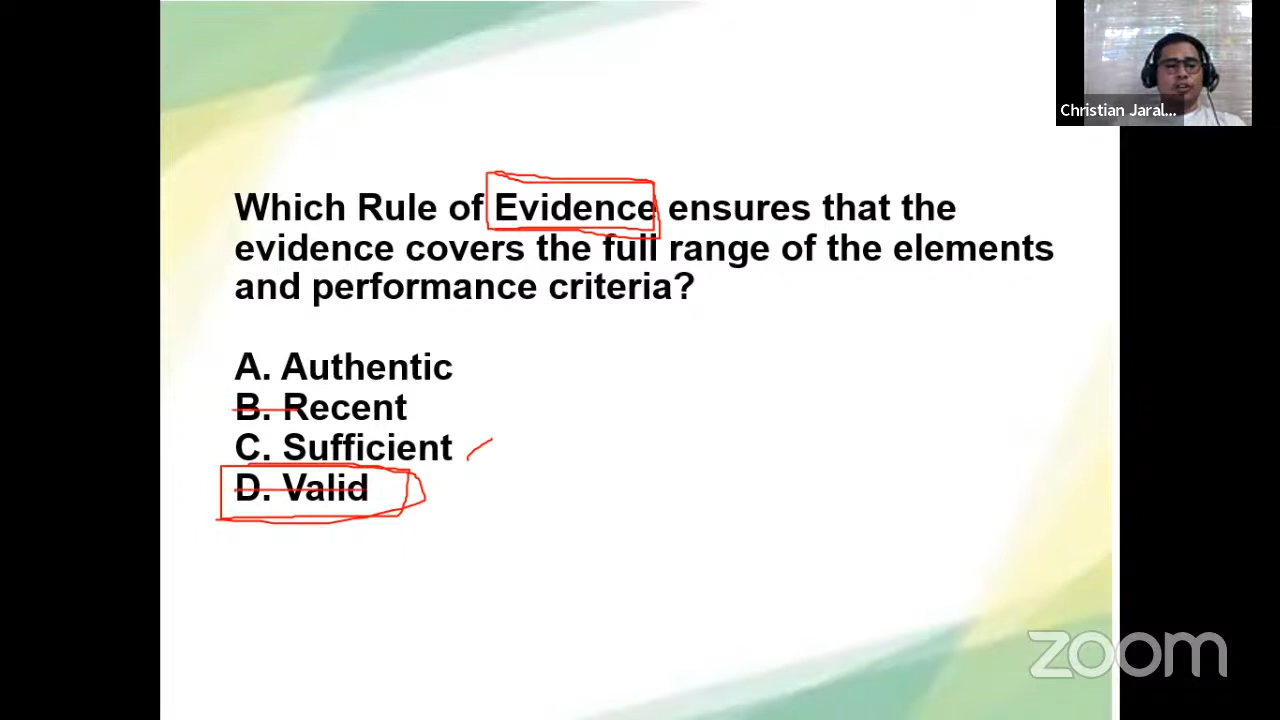 Christian Jaral...
Which Rule of Evidence ensures that the
evidence covers the full range of the elements
and performance criteria?
A. Authentic
B. Recent
C. Sufficient
D. Valid
zoom